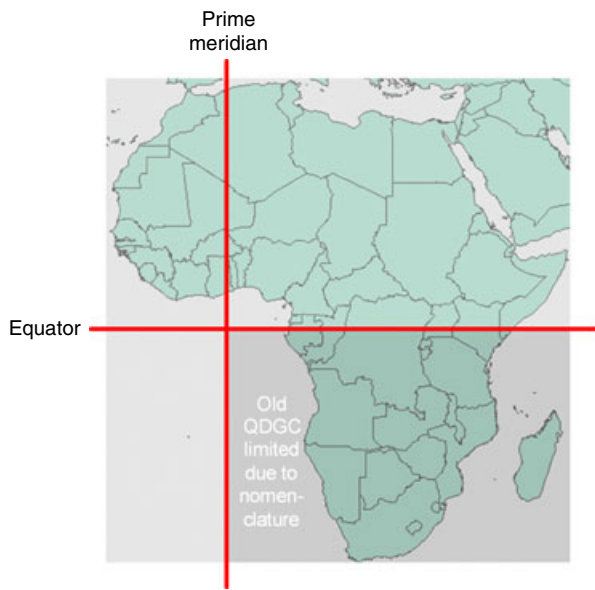 Prime
meridian
Equator
Old
QDGC
limited
due to
nomen-
clature